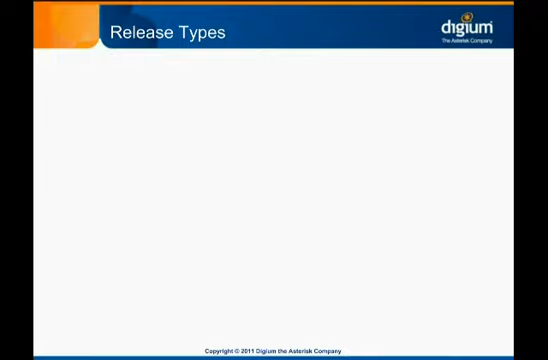 Release Types
digium
The Asterisk Company
Copyright © 2011 Digium the Asterisk Company